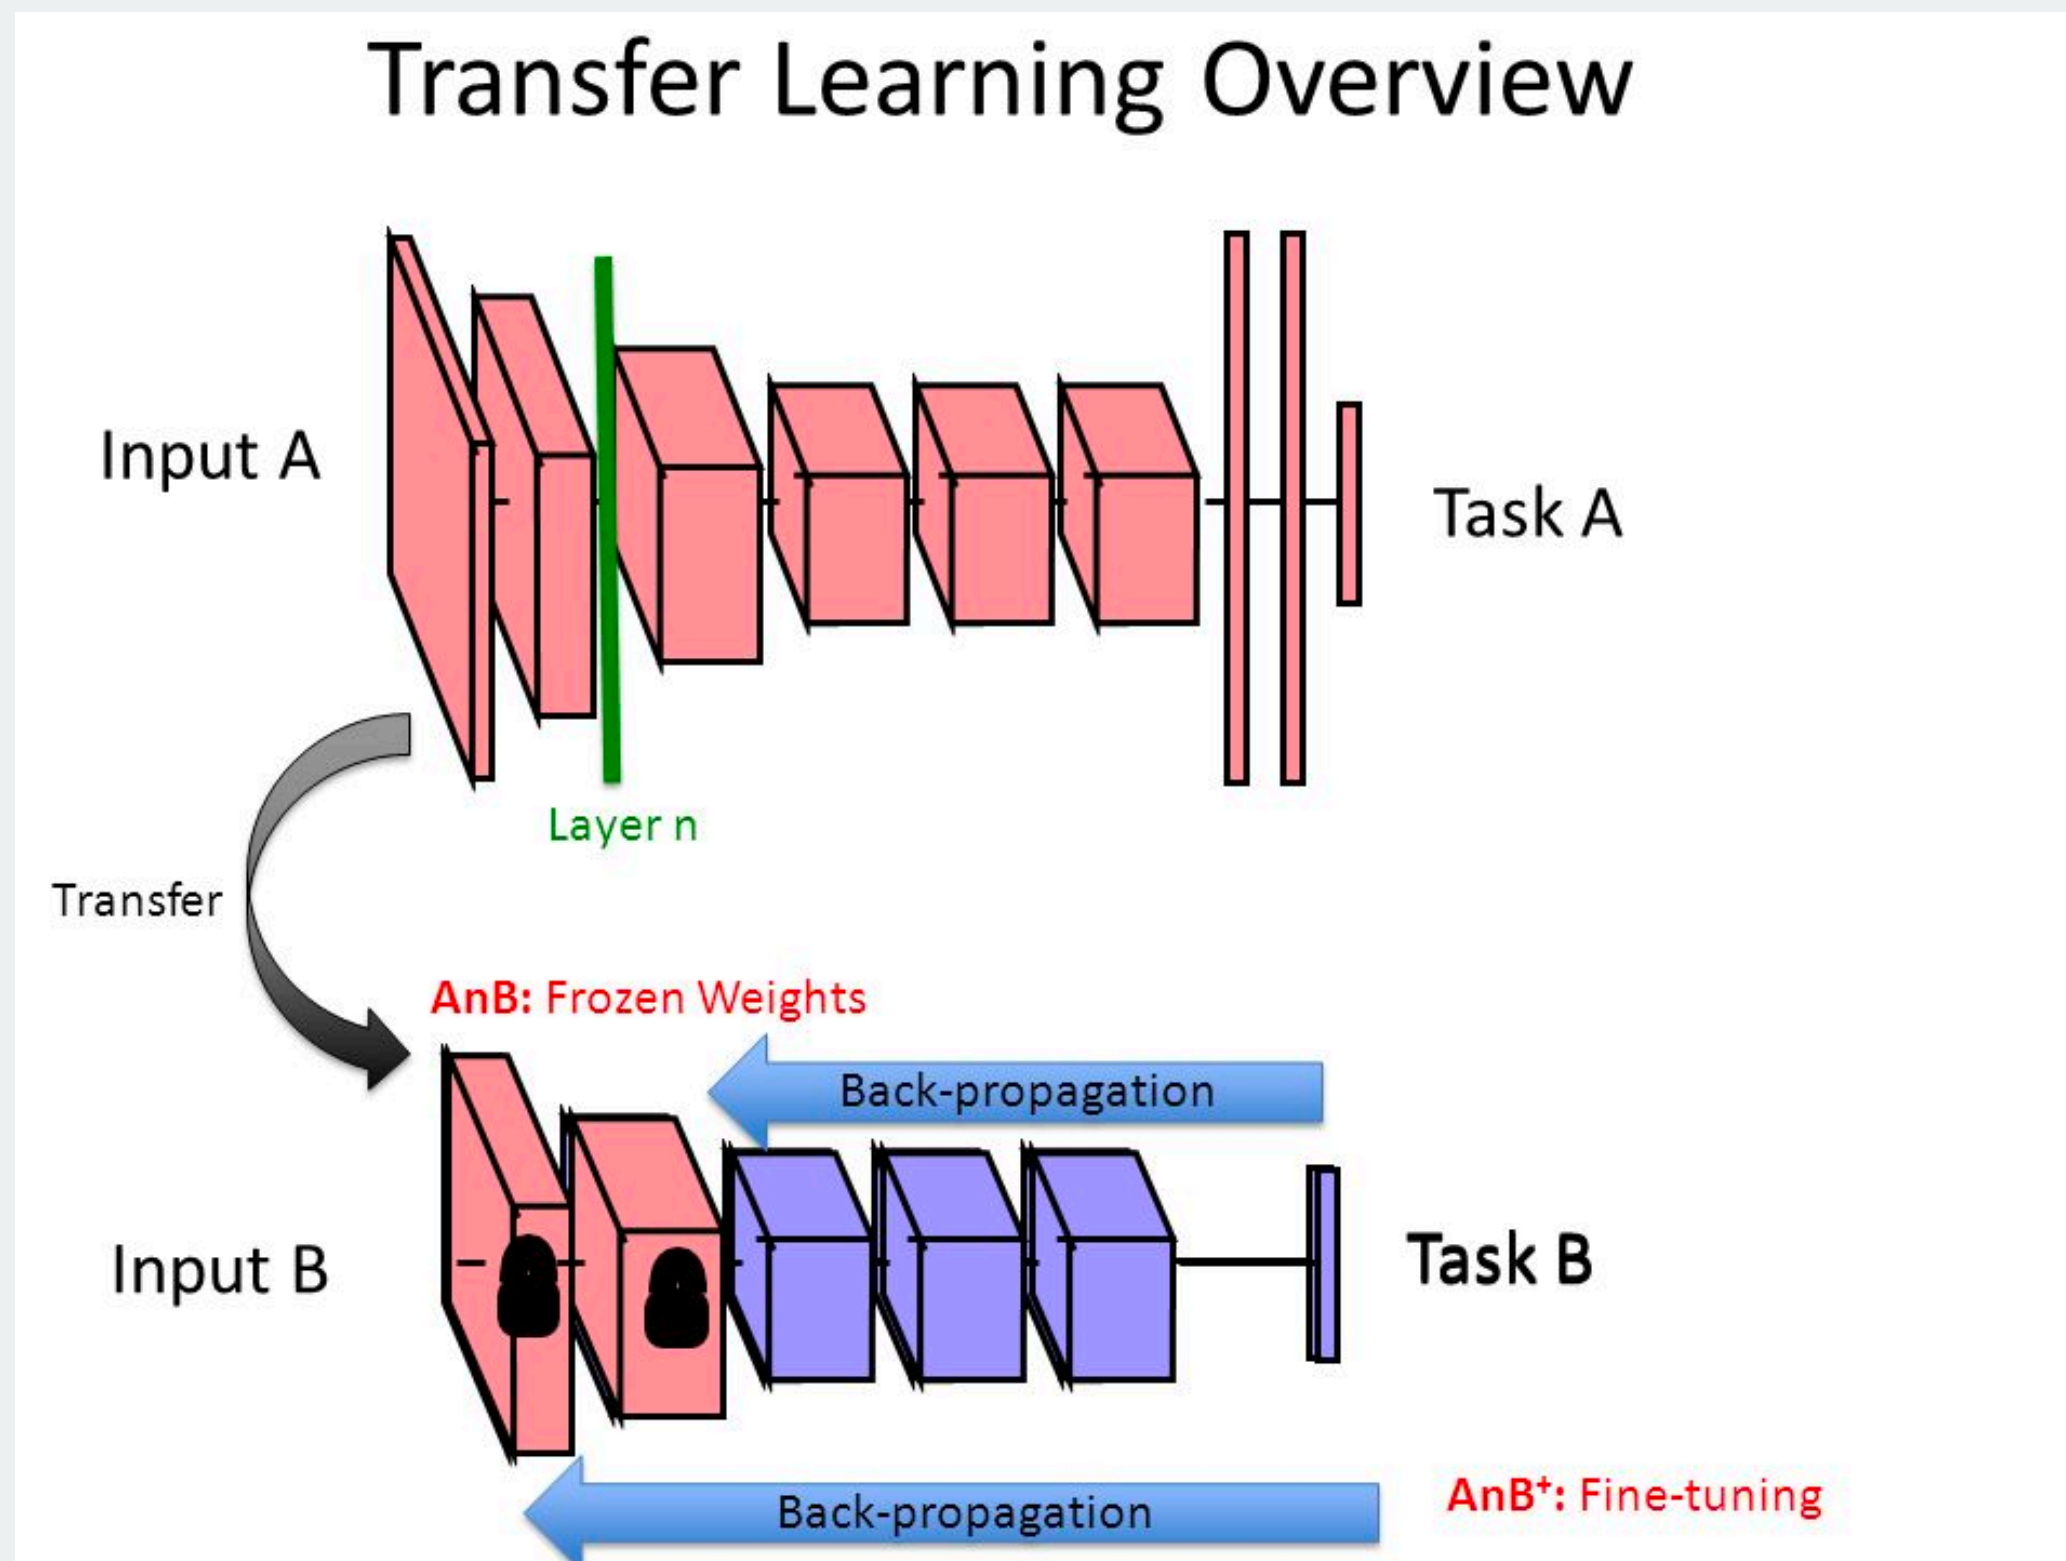 Transfer Learning Overview
Input A
Task A
Layer n
Transfer
AnB: Frozen Weights
Back-propagation
Input B
Task B
Back-propagation
AnB⁺: Fine-tuning